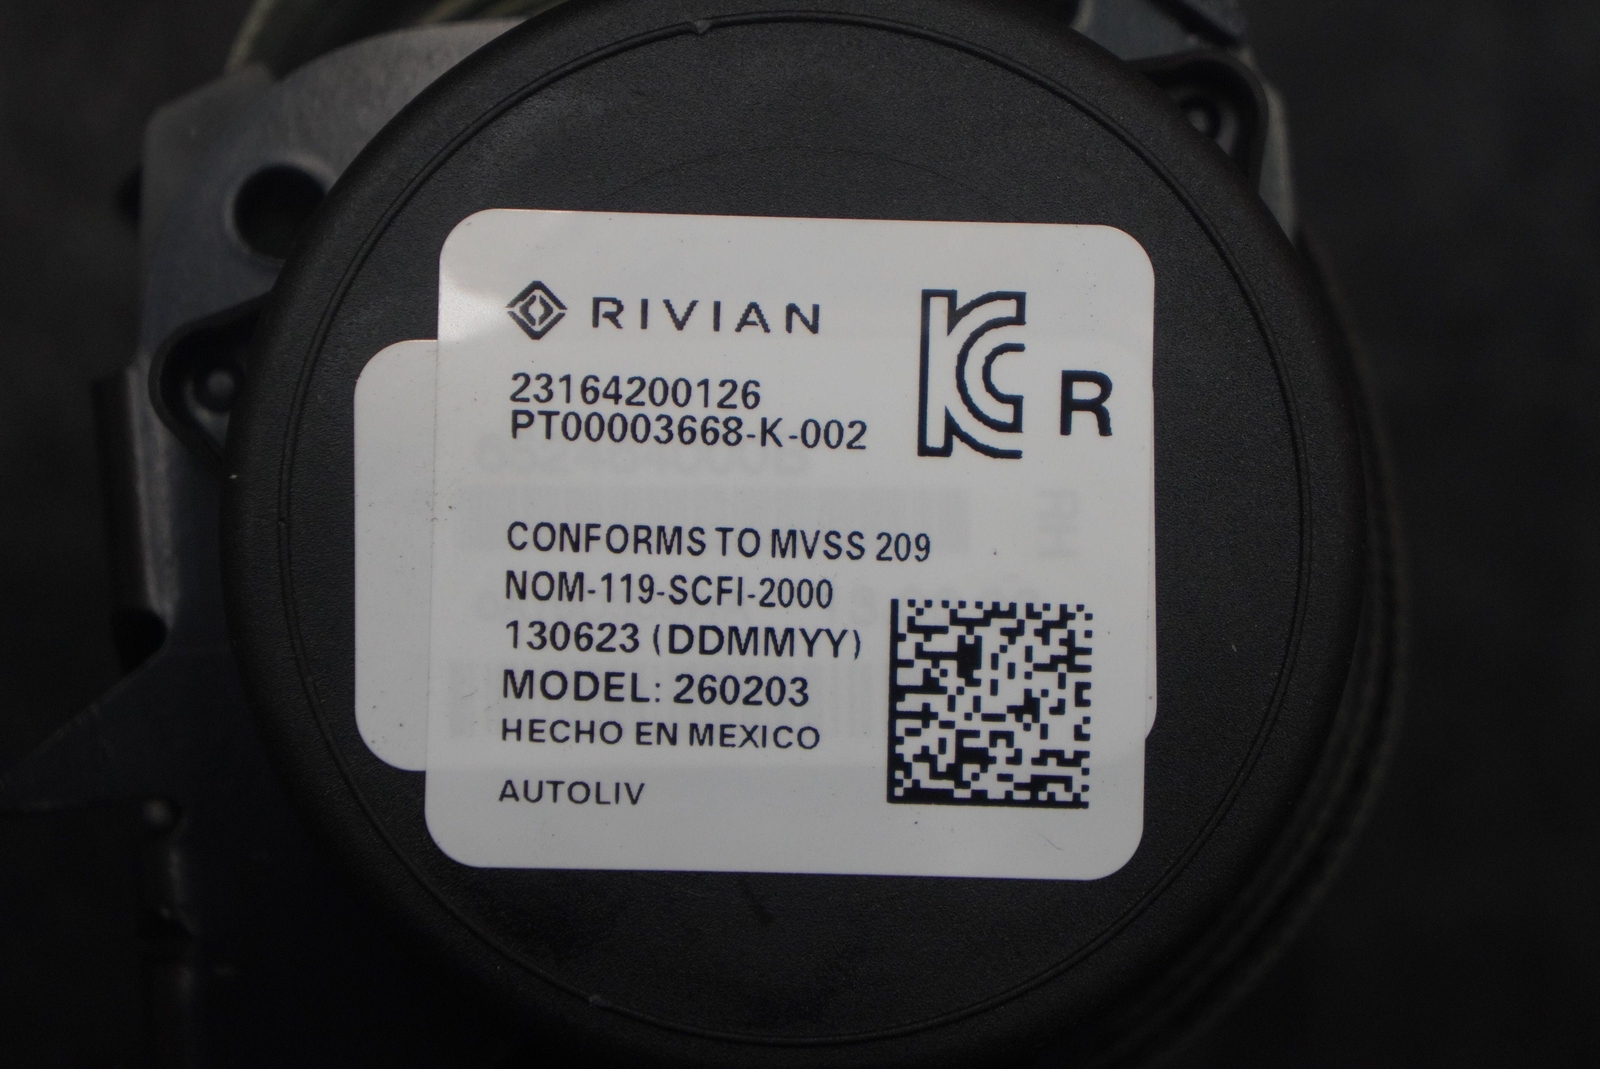 RIVIAN
23164200126
PT00003668-K-002
KC R
CONFORMS TO MVSS 209
NOM-119-SCFI-2000
130623 (DDMMYY)
MODEL: 260203
HECHO EN MEXICO
AUTOLIV